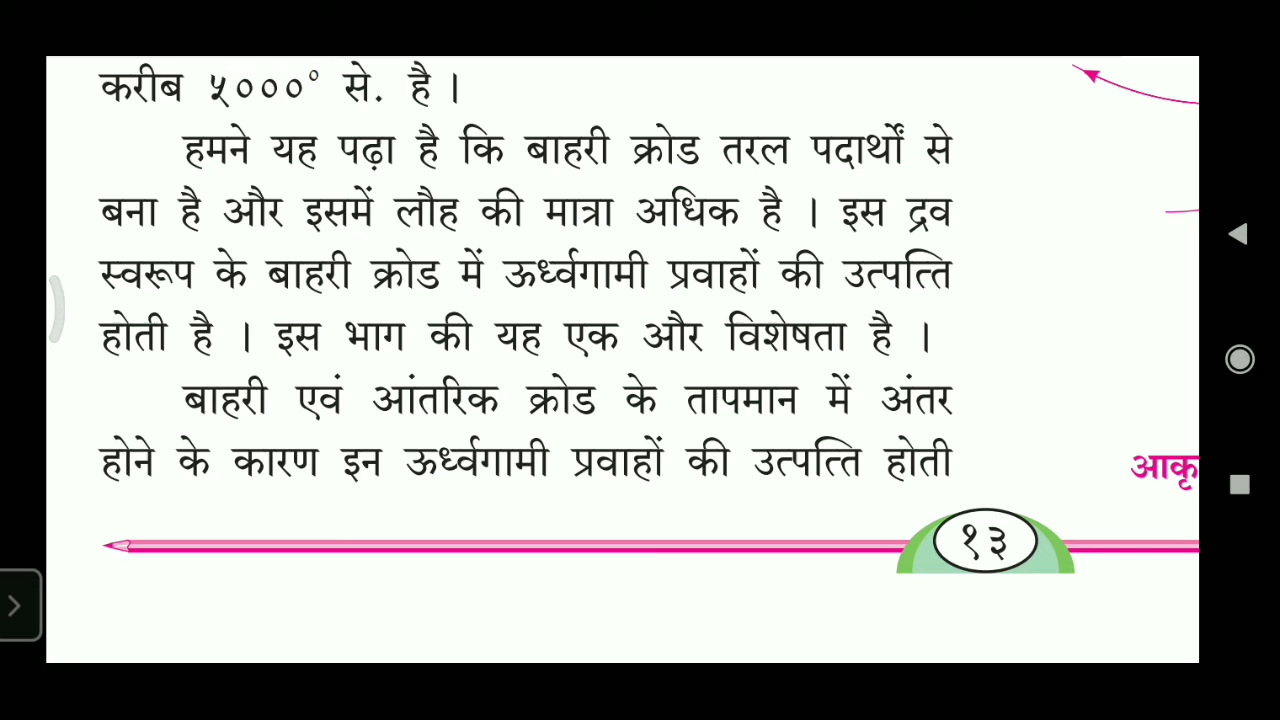 करीब ५०००° से. है ।
हमने यह पढ़ा है कि बाहरी क्रोड तरल पदार्थों से
बना है और इसमें लौह की मात्रा अधिक है । इस द्रव
स्वरूप के बाहरी क्रोड में ऊर्ध्वगामी प्रवाहों की उत्पत्ति
होती है । इस भाग की यह एक और विशेषता है ।
बाहरी एवं आंतरिक क्रोड के तापमान में अंतर
होने के कारण इन ऊर्ध्वगामी प्रवाहों की उत्पत्ति होती
आकृ
१३